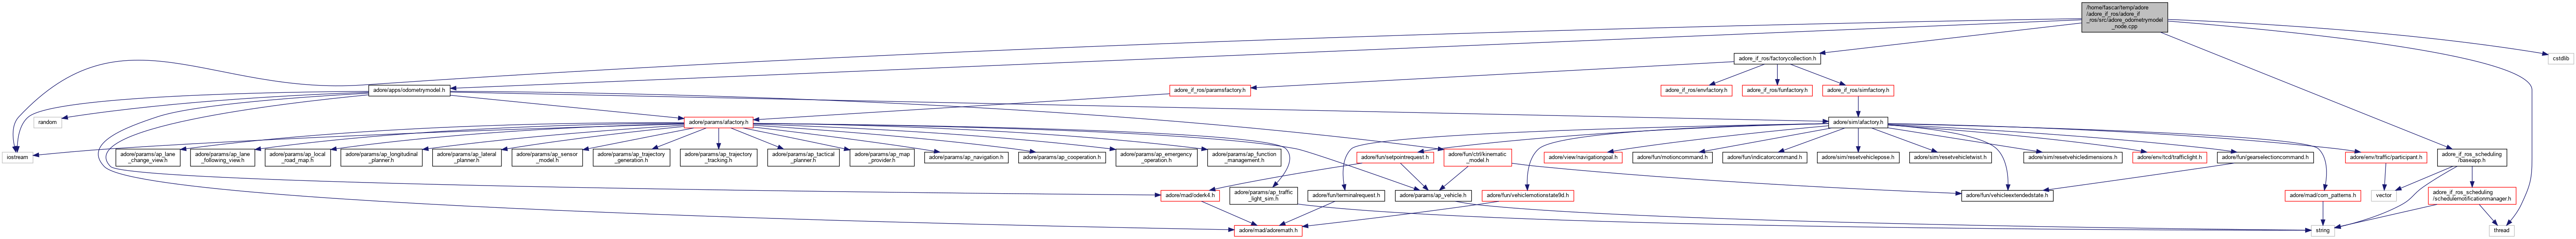 /home/fascar/temp/adore
/adore_if_ros/adore_if
_ros/src/adore_odometrymodel
_node.cpp
adore_if_ros/factorycollection.h
cstdlib
adore/apps/odometrymodel.h
adore_if_ros/paramsfactory.h
adore_if_ros/envfactory.h
adore_if_ros/funfactory.h
adore_if_ros/simfactory.h
random
adore/params/afactory.h
adore/sim/afactory.h
iostream
adore/params/ap_lane
_change_view.h
adore/params/ap_lane
_following_view.h
adore/params/ap_local
_road_map.h
adore/params/ap_longitudinal
_planner.h
adore/params/ap_lateral
_planner.h
adore/params/ap_sensor
_model.h
adore/params/ap_trajectory
_generation.h
adore/params/ap_trajectory
_tracking.h
adore/params/ap_tactical
_planner.h
adore/params/ap_map
_provider.h
adore/params/ap_navigation.h
adore/params/ap_cooperation.h
adore/params/ap_emergency
_operation.h
adore/params/ap_function
_management.h
adore/fun/setpointrequest.h
adore/fun/ctrl/kinematic
_model.h
adore/view/navigationgoal.h
adore/fun/motioncommand.h
adore/fun/indicatorcommand.h
adore/sim/resetvehiclepose.h
adore/sim/resetvehicletwist.h
adore/sim/resetvehicledimensions.h
adore/env/tcd/trafficlight.h
adore/fun/gearselectioncommand.h
adore/env/traffic/participant.h
adore_if_ros_scheduling
/baseapp.h
adore/mad/oderk4.h
adore/params/ap_traffic
_light_sim.h
adore/fun/terminalrequest.h
adore/params/ap_vehicle.h
adore/fun/vehiclemotionstate9d.h
adore/fun/vehicleextendedstate.h
adore/mad/com_patterns.h
vector
adore_if_ros_scheduling
/schedulenotificationmanager.h
adore/mad/adoremath.h
string
thread